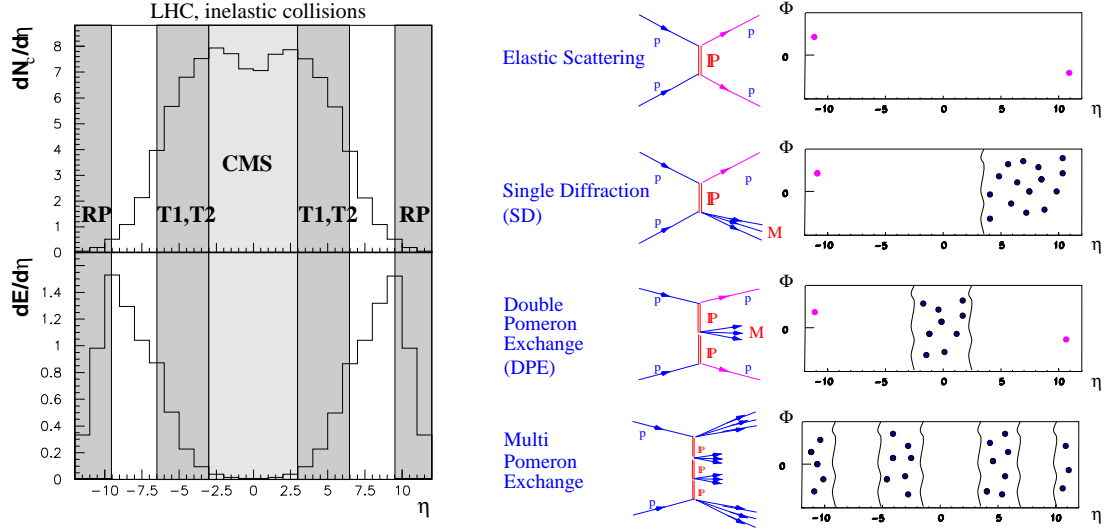 LHC, inelastic collisions
dN_c/dη
8
7
6
5
4
3
2
1
0
CMS
RP
T1,T2
T1,T2
RP
dE/dη
1.4
1.2
1
0.8
0.6
0.4
0.2
0
−10
−7.5
−5
−2.5
0
2.5
5
7.5
10
η
Elastic Scattering
p
p
ℙ
p
p
Φ
0
-10
-5
0
5
10
η
Single Diffraction
(SD)
p
p
ℙ
p
M
Φ
0
-10
-5
0
5
10
η
Double
Pomeron
Exchange
(DPE)
p
p
ℙ
M
ℙ
p
p
Φ
0
-10
-5
0
5
10
η
Multi
Pomeron
Exchange
p
ℙ
ℙ
ℙ
p
Φ
0
-10
-5
0
5
10
η